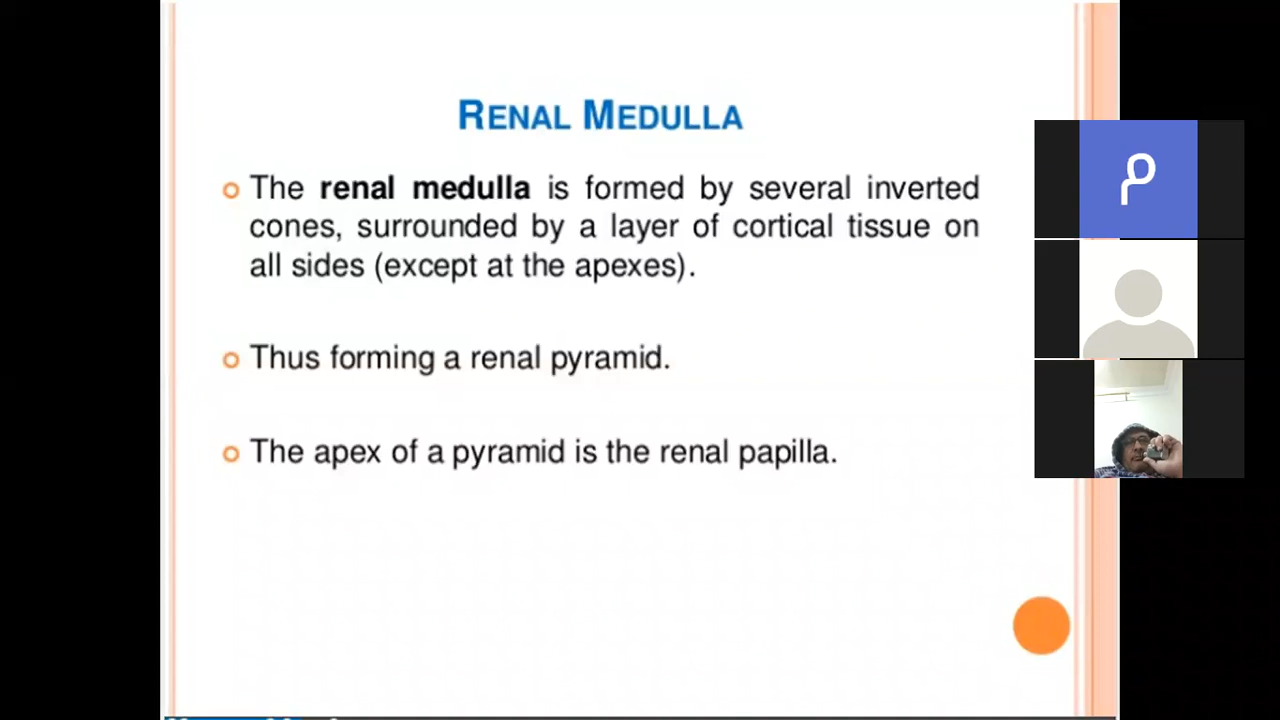 RENAL MEDULLA
The renal medulla is formed by several inverted
cones, surrounded by a layer of cortical tissue on
all sides (except at the apexes).
Thus forming a renal pyramid.
The apex of a pyramid is the renal papilla.
م